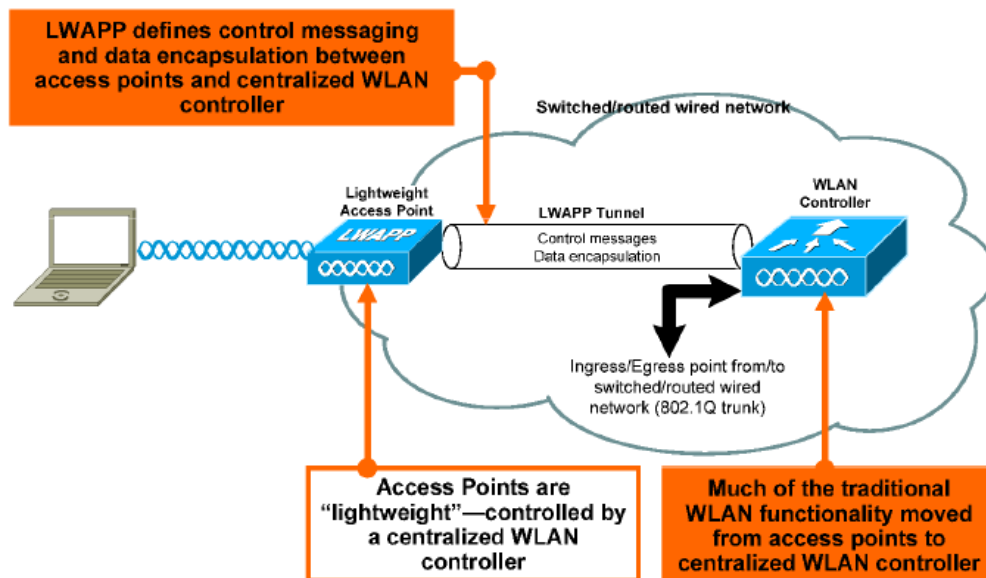 LWAPP defines control messaging
and data encapsulation between
access points and centralized WLAN
controller
Switched/routed wired network
Lightweight
Access Point
LWAPP
LWAPP Tunnel
Control messages
Data encapsulation
WLAN
Controller
Ingress/Egress point from/to
switched/routed wired
network (802.1Q trunk)
Access Points are
“lightweight”—controlled by
a centralized WLAN
controller
Much of the traditional
WLAN functionality moved
from access points to
centralized WLAN controller